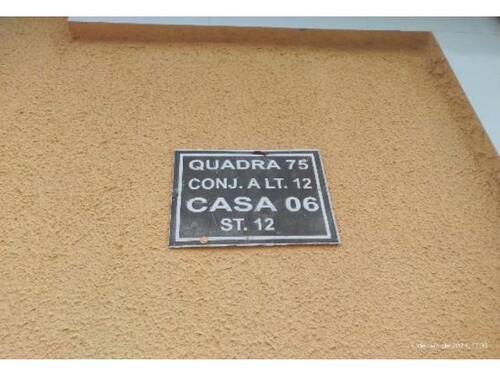 QUADRA 75
CONJ. A LT. 12
CASA 06
ST. 12